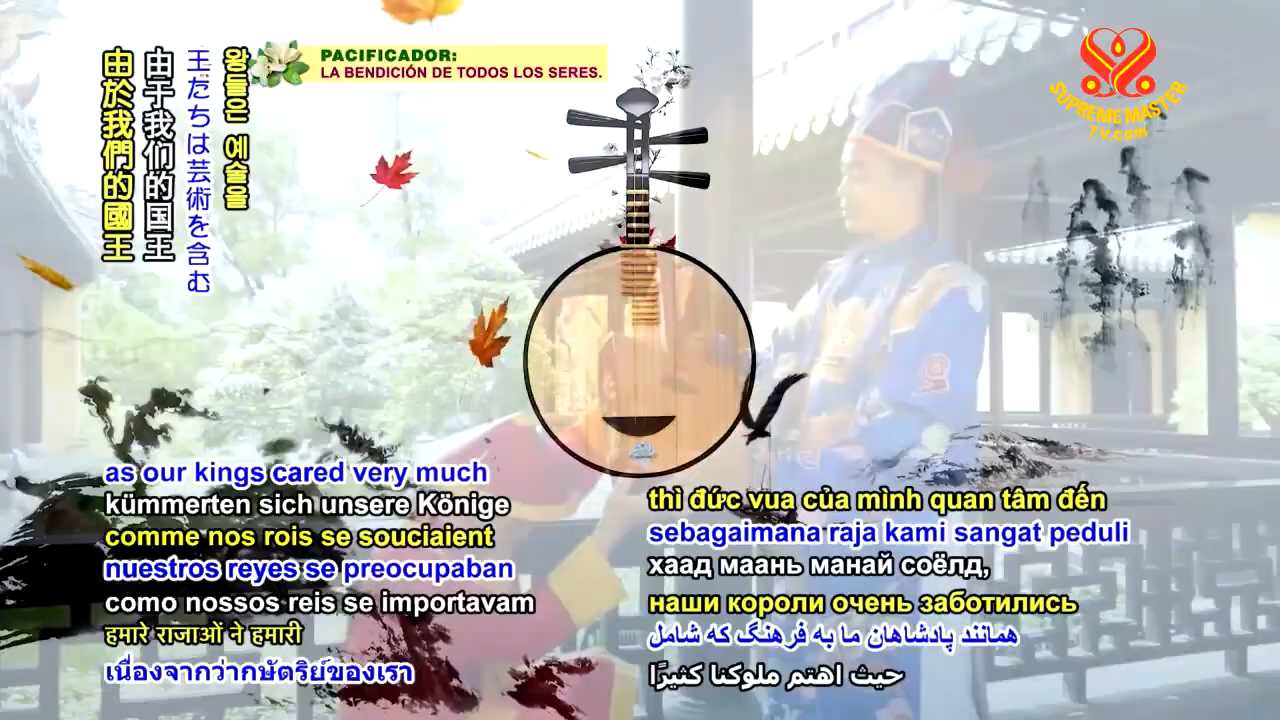 PACIFICADOR:
LA BENDICIÓN DE TODOS LOS SERES.
SUPREME MASTER
TV.com
由於我們的國王
由于我们的国王
王たちは芸術を含む
왕들은 예술을
as our kings cared very much
kümmerten sich unsere Könige
comme nos rois se souciaient
nuestros reyes se preocupaban
como nossos reis se importavam
हमारे राजाओं ने हमारी
เนื่องจากว่ากษัตริย์ของเรา
thì đức vua của mình quan tâm đến
sebagaimana raja kami sangat peduli
хаад маань манай соёлд,
наши короли очень заботились
همانند پادشاهان ما به فرهنگ که شامل
حيث اهتم ملوكنا كثيرًا